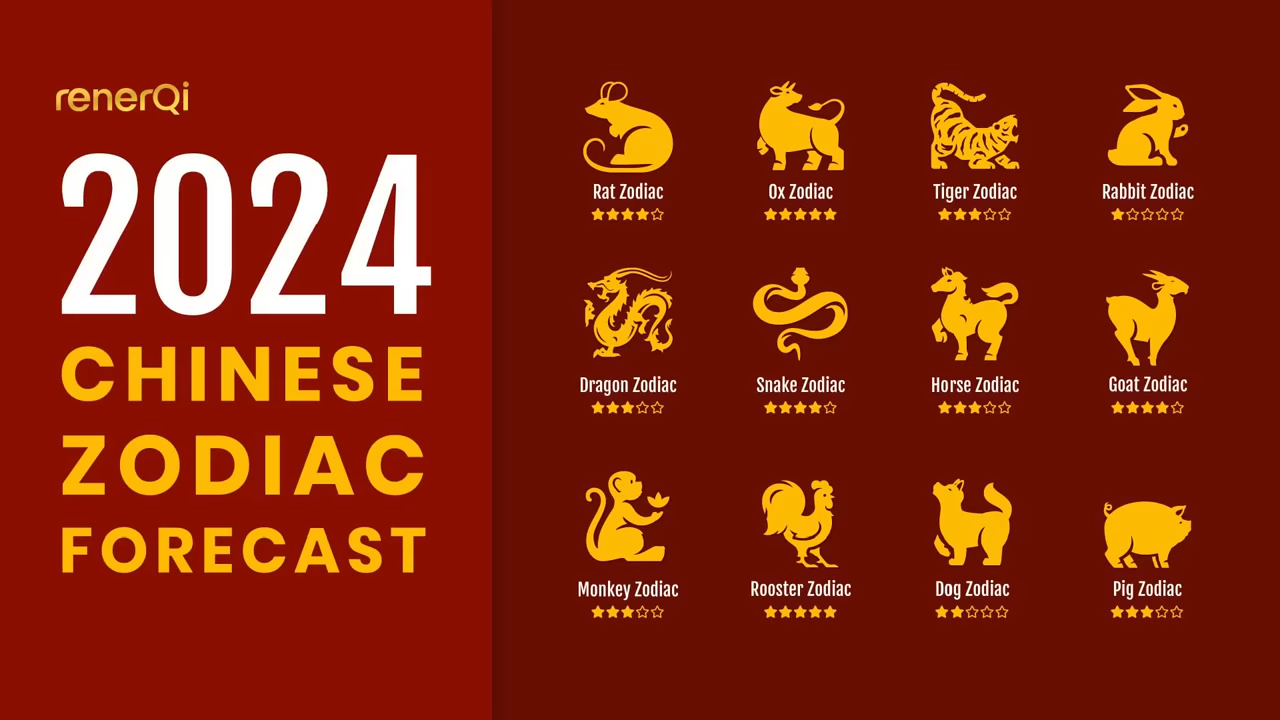 renerQi
2024
CHINESE
ZODIAC
FORECAST
Rat Zodiac
Ox Zodiac
Tiger Zodiac
Rabbit Zodiac
Dragon Zodiac
Snake Zodiac
Horse Zodiac
Goat Zodiac
Monkey Zodiac
Rooster Zodiac
Dog Zodiac
Pig Zodiac